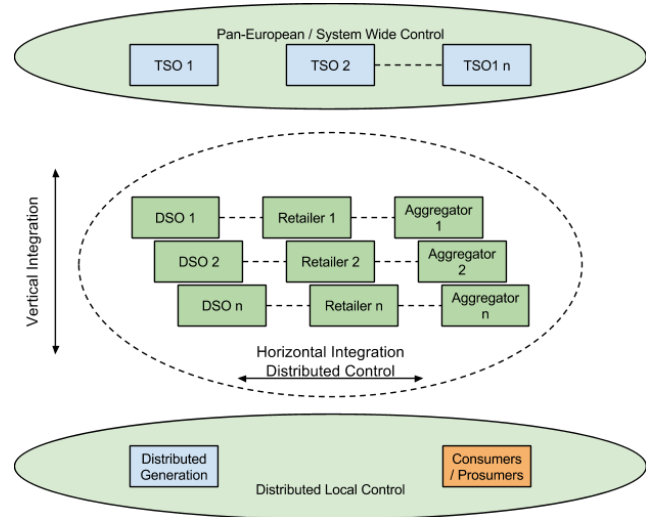 Pan-European / System Wide Control
TSO 1
TSO 2
TSO1 n
Vertical Integration
DSO 1
Retailer 1
Aggregator
1
DSO 2
Retailer 2
Aggregator
2
DSO n
Retailer n
Aggregator
n
Horizontal Integration
Distributed Control
Distributed
Generation
Consumers
/ Prosumers
Distributed Local Control